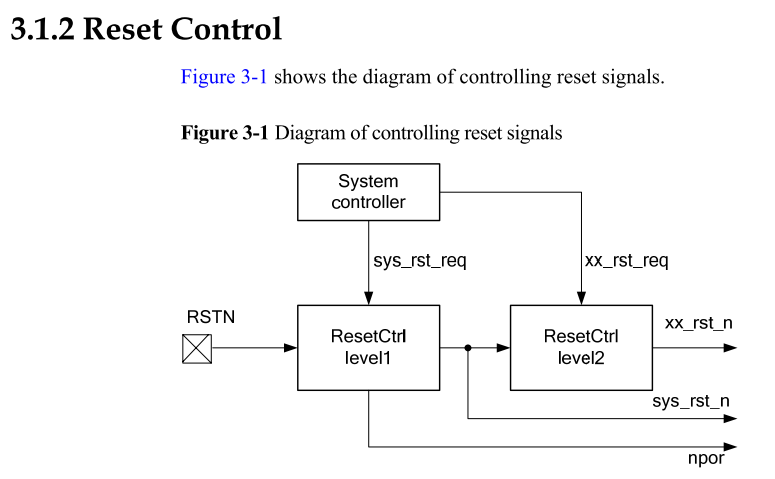 3.1.2 Reset Control
Figure 3-1 shows the diagram of controlling reset signals.
Figure 3-1 Diagram of controlling reset signals
System
controller
sys_rst_req
xx_rst_req
RSTN
ResetCtrl
level1
ResetCtrl
level2
xx_rst_n
sys_rst_n
npor